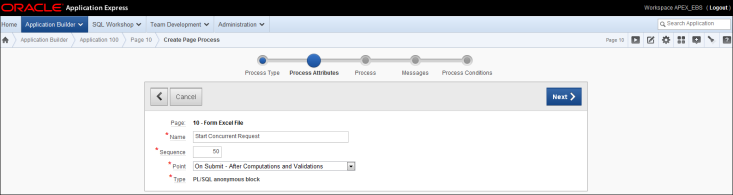 ORACLE Application Express
Workspace APEX_EBS (Logout)
Home Application Builder SQL Workshop Team Development Administration Search Application
Application Builder Application 100 Page 10 Create Page Process Page 10
Process Type Process Attributes Process Messages Process Conditions
Cancel Next
Page: 10 - Form Excel File
* Name Start Concurrent Request
* Sequence 50
* Point On Submit - After Computations and Validations
* Type PL/SQL anonymous block